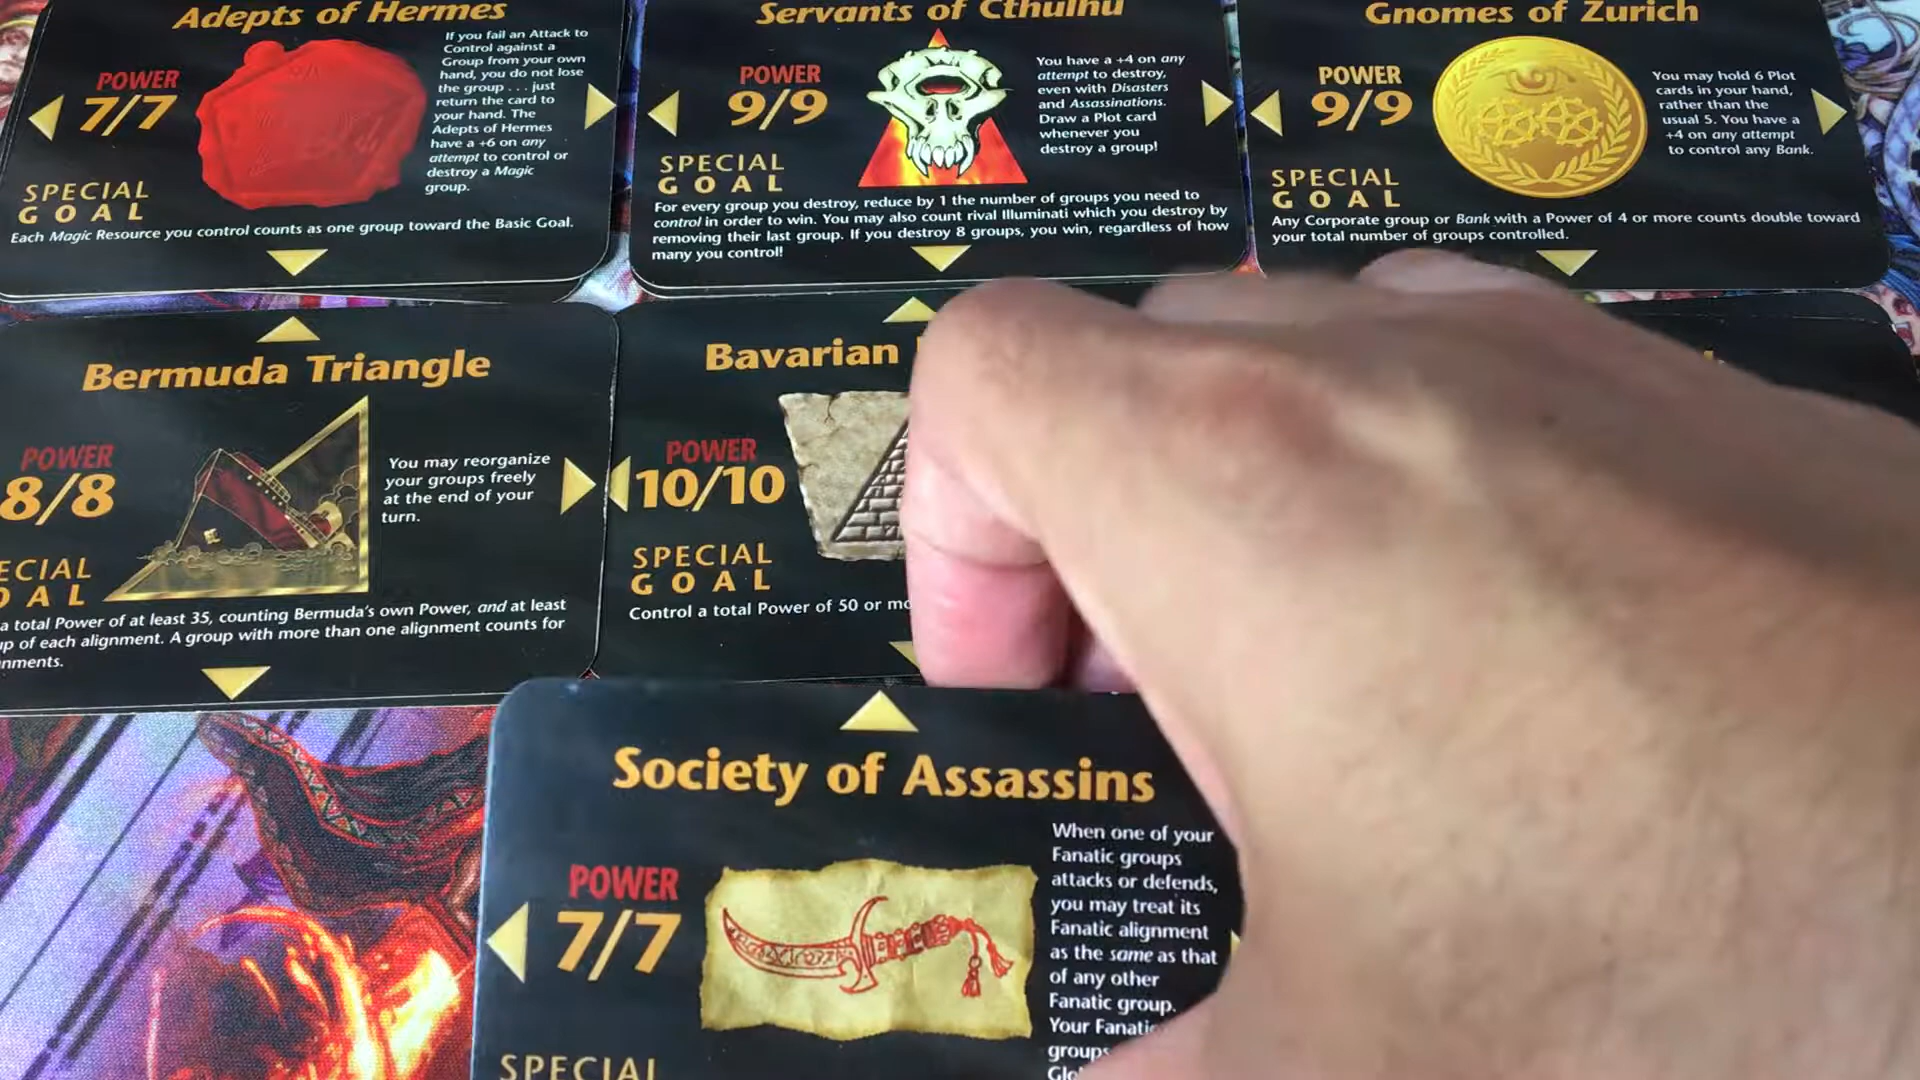 Adepts of Hermes
POWER
7/7
If you fail an Attack to
Control against a
Group from your own
hand, you do not lose
the group . . . just
return the card to
your hand. The
Adepts of Hermes
have a +6 on any
attempt to control or
destroy a Magic
group.
SPECIAL
GOAL
Each Magic Resource you control counts as one group toward the Basic Goal.
Servants of Cthulhu
POWER
9/9
You have a +4 on any
attempt to destroy,
even with Disasters
and Assassinations.
Draw a Plot card
whenever you
destroy a group!
SPECIAL
GOAL
For every group you destroy, reduce by 1 the number of groups you need to
control in order to win. You may also count rival Illuminati which you destroy by
removing their last group. If you destroy 8 groups, you win, regardless of how
many you control!
Gnomes of Zurich
POWER
9/9
You may hold 6 Plot
cards in your hand,
rather than the
usual 5. You have a
+4 on any attempt
to control any Bank.
SPECIAL
GOAL
Any Corporate group or Bank with a Power of 4 or more counts double toward
your total number of groups controlled.
Bermuda Triangle
POWER
8/8
You may reorganize
your groups freely
at the end of your
turn.
a total Power of at least 35, counting Bermuda's own Power, and at least
of each alignment. A group with more than one alignment counts for
Bavarian
POWER
10/10
SPECIAL
GOAL
Control a total Power of 50 or
Society of Assassins
POWER
7/7
When one of your
Fanatic groups
attacks or defends,
you may treat its
Fanatic alignment
as the same as that
of any other
Fanatic group.
Your
groups
SPECIAL